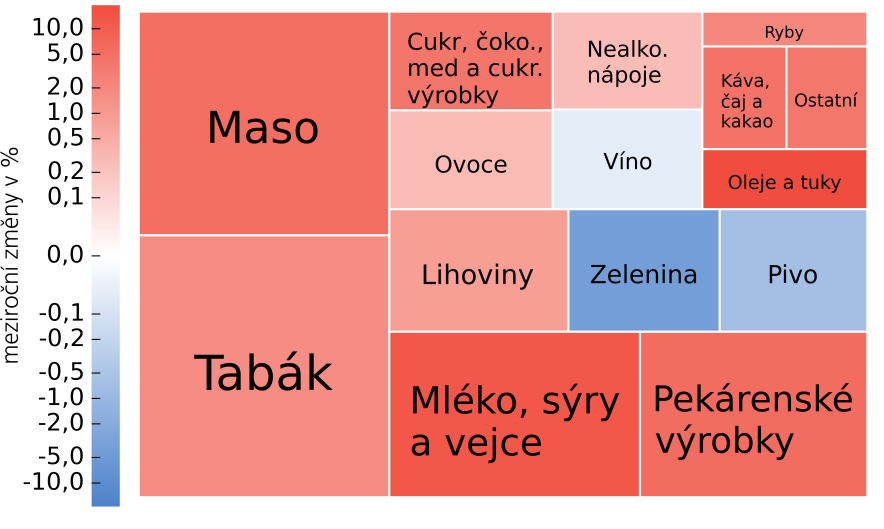 meziroční změny v %
10,0
5,0
2,0
1,0
0,5
0,2
0,1
0,0
-0,1
-0,2
-0,5
-1,0
-2,0
-5,0
-10,0
Maso
Tabák
Cukr, čoko.,
med a cukr.
výrobky
Nealko.
nápoje
Ryby
Káva,
čaj a
kakao
Ostatní
Ovoce
Víno
Oleje a tuky
Lihoviny
Zelenina
Pivo
Mléko, sýry
a vejce
Pekárenské
výrobky